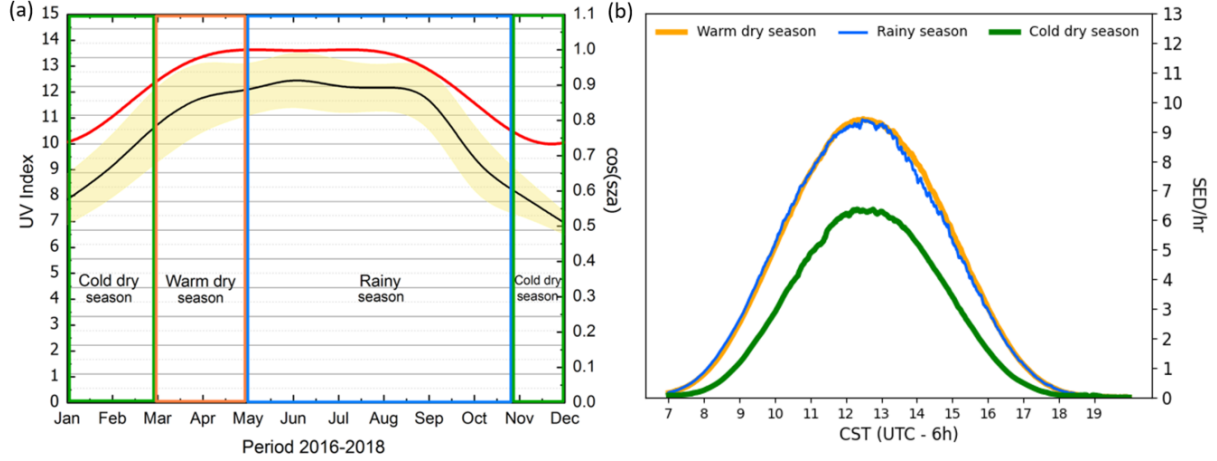 (a)
15
14
13
12
11
10
9
8
7
6
5
4
3
2
1
0
UV Index
1.1
1.0
0.9
0.8
0.7
0.6
0.5
0.4
0.3
0.2
0.1
0.0
cos(sza)
Cold dry
season
Warm dry
season
Rainy
season
Cold dry
season
Jan Feb Mar Apr May Jun Jul Aug Sep Oct Nov Dec
Period 2016-2018
(b)
Warm dry season Rainy season Cold dry season
13
12
11
10
9
8
7
6
5
4
3
2
1
0
SED/hr
7 8 9 10 11 12 13 14 15 16 17 18 19
CST (UTC - 6h)